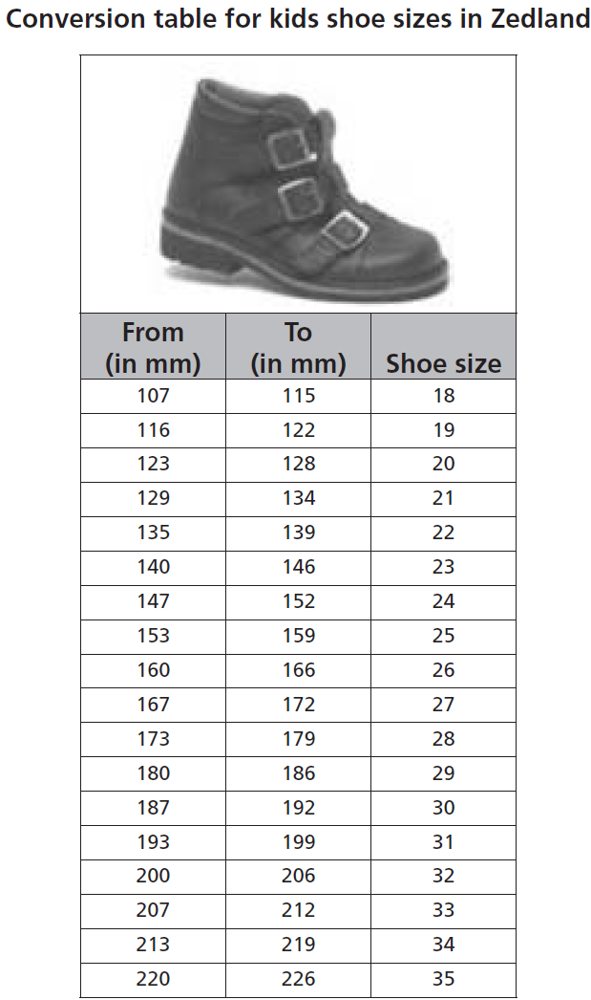 Conversion table for kids shoe sizes in Zedland
From (in mm) To (in mm) Shoe size
107 115 18
116 122 19
123 128 20
129 134 21
135 139 22
140 146 23
147 152 24
153 159 25
160 166 26
167 172 27
173 179 28
180 186 29
187 192 30
193 199 31
200 206 32
207 212 33
213 219 34
220 226 35